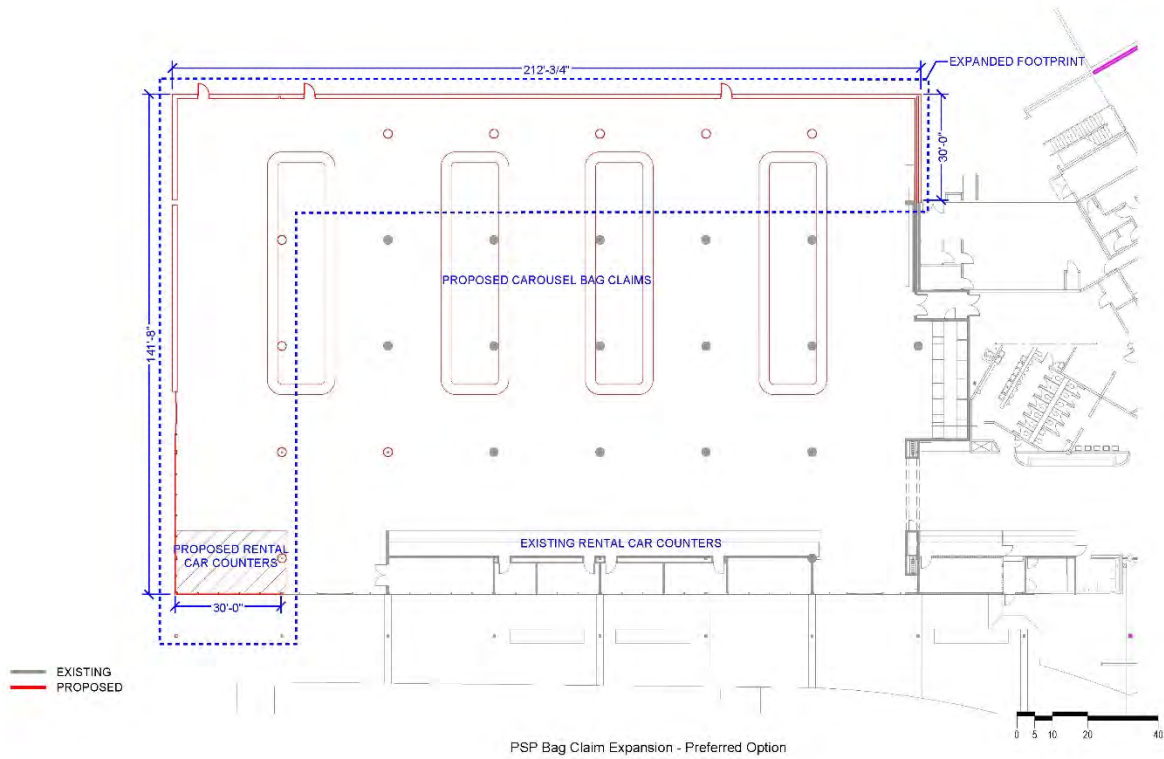 212'-3/4"
EXPANDED FOOTPRINT
30'-0"
141'-8"
PROPOSED CAROUSEL BAG CLAIMS
PROPOSED RENTAL
CAR COUNTERS
EXISTING RENTAL CAR COUNTERS
30'-0"
EXISTING
PROPOSED
0 5 10 20 40
PSP Bag Claim Expansion - Preferred Option